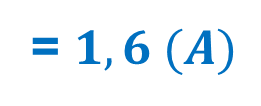 = 1,6 (A)